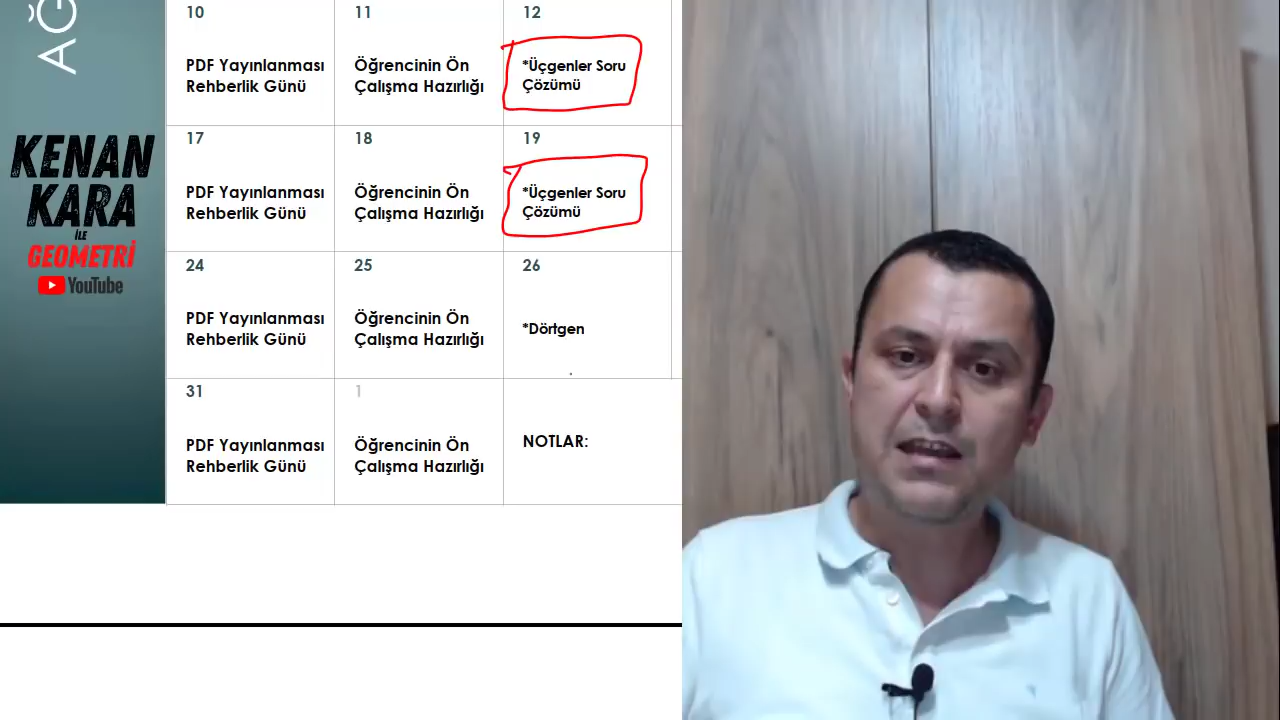 AĞ
KENAN
KARA
İLE
GEOMETRİ
YouTube
10
11
12
PDF Yayınlanması
Rehberlik Günü
Öğrencinin Ön
Çalışma Hazırlığı
*Üçgenler Soru
Çözümü
17
18
19
PDF Yayınlanması
Rehberlik Günü
Öğrencinin Ön
Çalışma Hazırlığı
*Üçgenler Soru
Çözümü
24
25
26
PDF Yayınlanması
Rehberlik Günü
Öğrencinin Ön
Çalışma Hazırlığı
*Dörtgen
31
1
PDF Yayınlanması
Rehberlik Günü
Öğrencinin Ön
Çalışma Hazırlığı
NOTLAR: